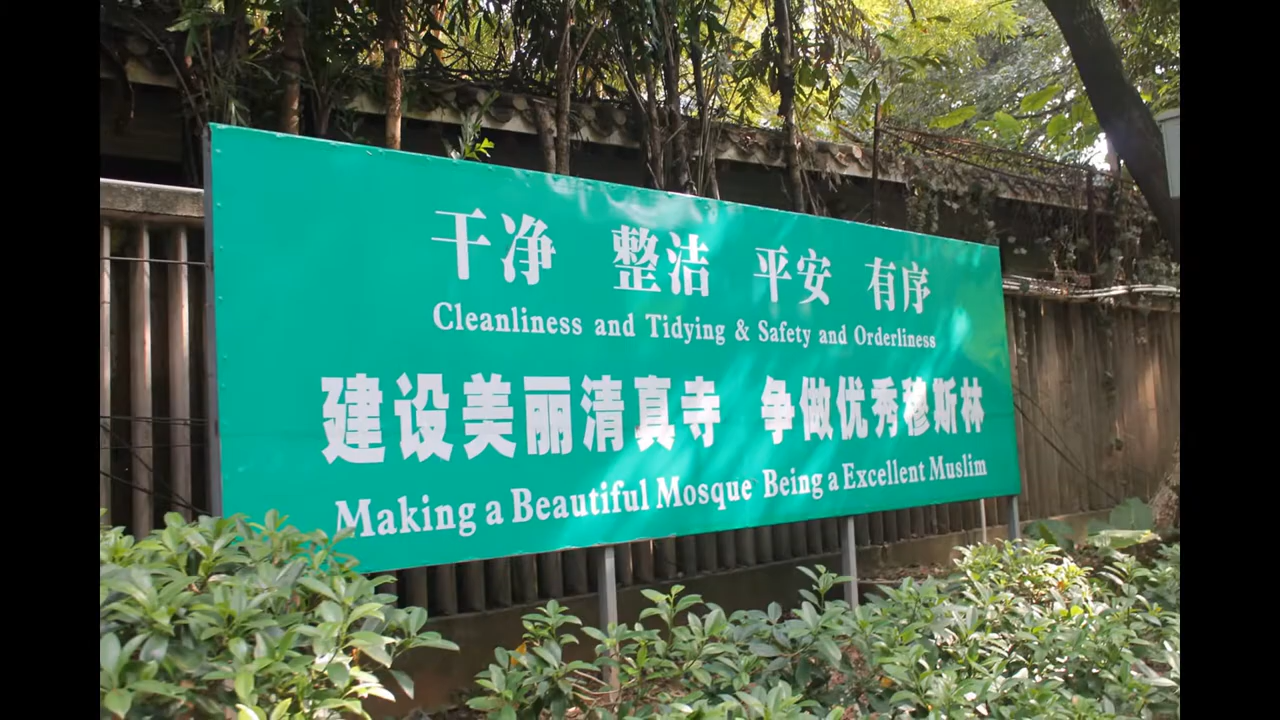 干净 整洁 平安 有序
Cleanliness and Tidying & Safety and Orderliness
建设美丽清真寺 争做优秀穆斯林
Making a Beautiful Mosque Being a Excellent Muslim